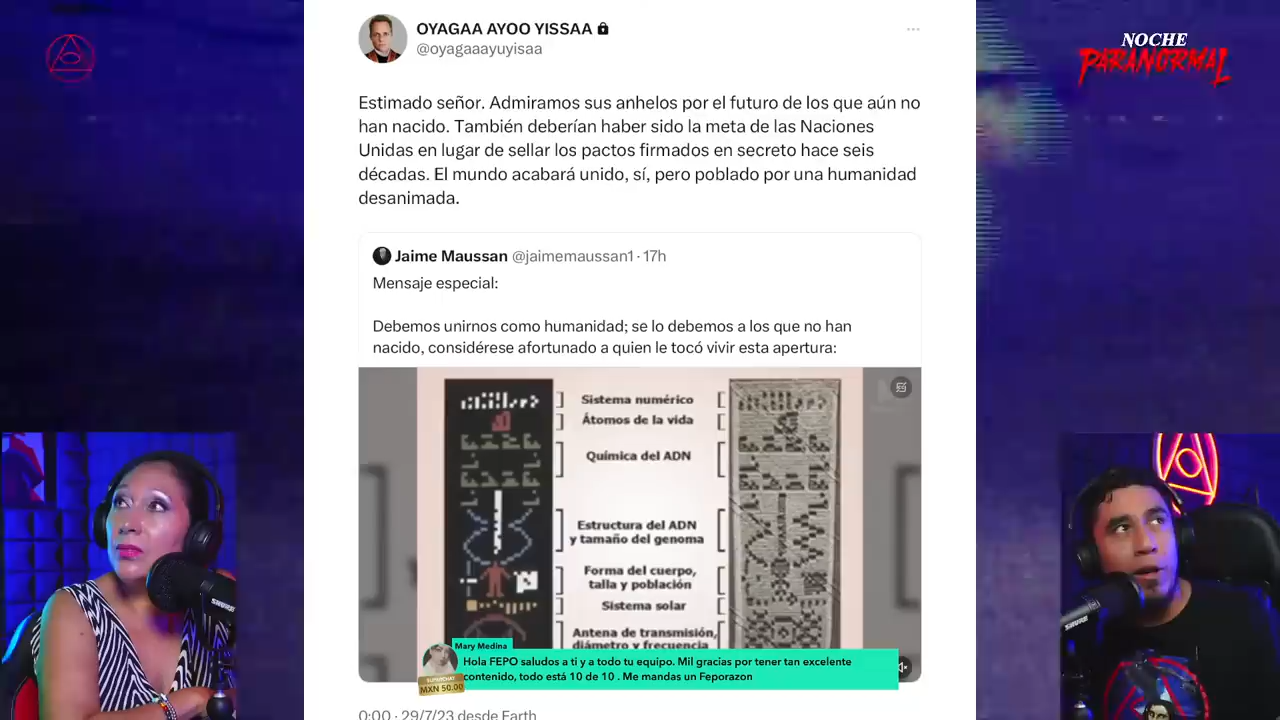 OYAGAA AYOO YISSAA
@oyagaaayuyisaa
NOCHE
PARANORMAL
Estimado señor. Admiramos sus anhelos por el futuro de los que aún no
han nacido. También deberían haber sido la meta de las Naciones
Unidas en lugar de sellar los pactos firmados en secreto hace seis
décadas. El mundo acabará unido, sí, pero poblado por una humanidad
desanimada.
Jaime Maussan @jaimemaussan1 · 17h
Mensaje especial:
Debemos unirnos como humanidad; se lo debemos a los que no han
nacido, considérese afortunado a quien le tocó vivir esta apertura:
Sistema numérico
Átomos de la vida
Química del ADN
Estructura del ADN
y tamaño del genoma
Forma del cuerpo,
talla y población
Sistema solar
Antena de transmisión,
diámetro y frecuencia
Mary Medina
Hola FEPO saludos a ti y a todo tu equipo. Mil gracias por tener tan excelente
contenido, todo está 10 de 10 . Me mandas un Feporazon
SUPERCHAT
MXN 50.00
SHURE
SHURE
0:00 · 29/7/23 desde Earth